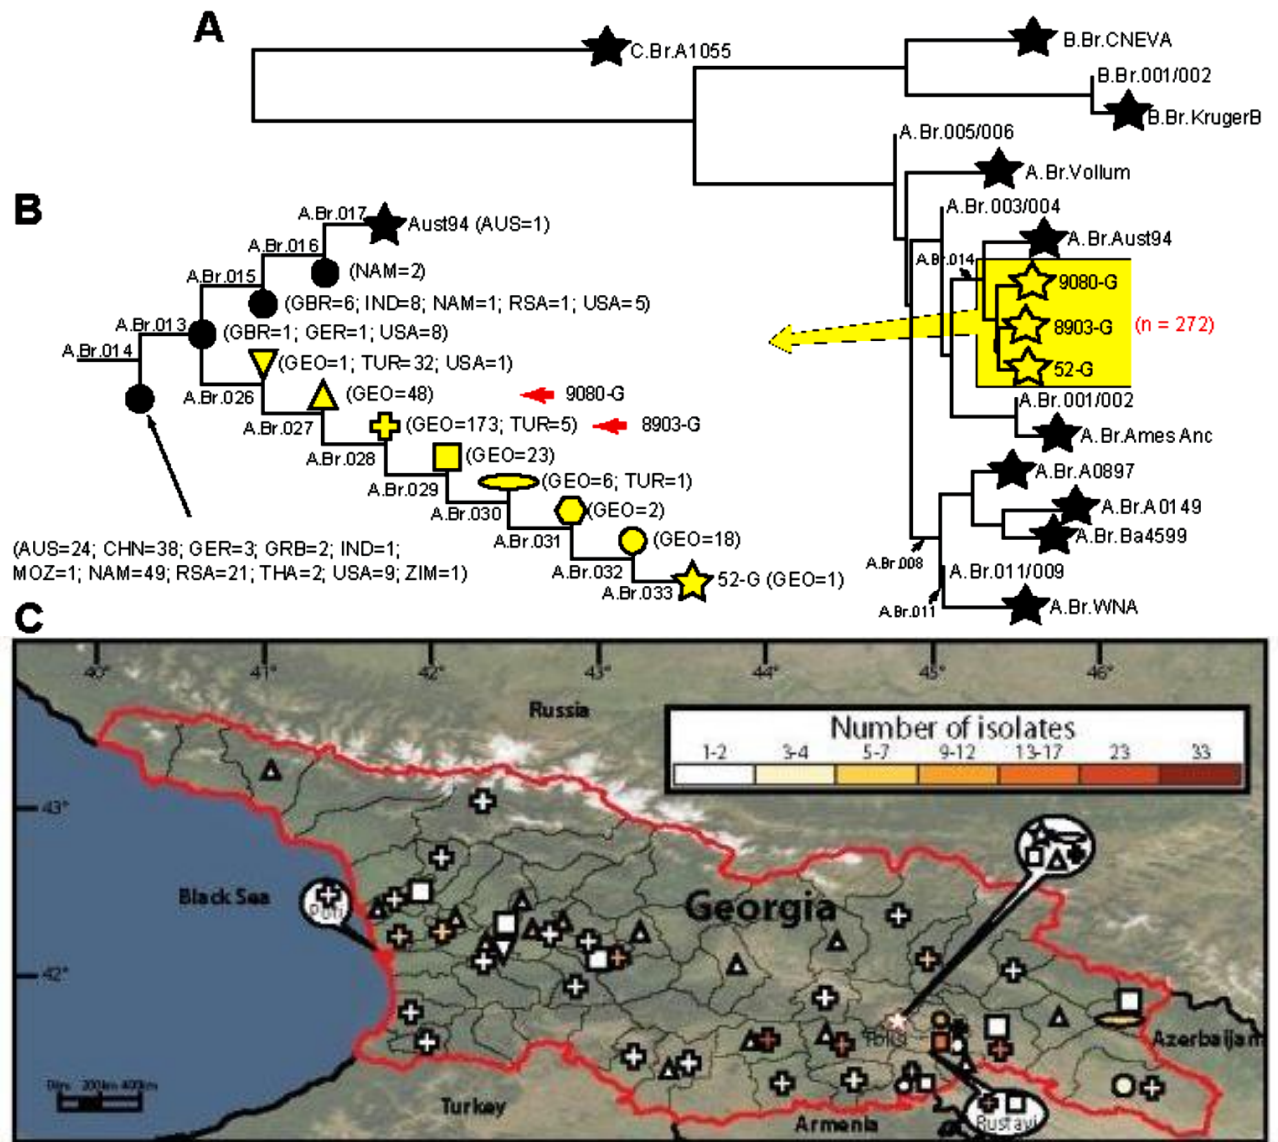 A
C.Br.A1055
B.Br.CNEVA
B.Br.001/002
B.Br.KrugerB
A.Br.005/006
A.Br.Vollum
A.Br.003/004
A.Br.Aust94
A.Br.014
9080-G
8903-G
(n = 272)
52-G
A.Br.001/002
A.Br.Ames Anc
A.Br.A0897
A.Br.A0149
A.Br.Ba4599
A.Br.008
A.Br.011/009
A.Br.011
A.Br.WNA
B
A.Br.017
Aust94 (AUS=1)
A.Br.016
(NAM=2)
A.Br.015
(GBR=6; IND=8; NAM=1; RSA=1; USA=5)
A.Br.013
(GBR=1; GER=1; USA=8)
A.Br.014
(GEO=1; TUR=32; USA=1)
A.Br.026
(GEO=48)
9080-G
A.Br.027
(GEO=173; TUR=5)
8903-G
A.Br.028
(GEO=23)
A.Br.029
(GEO=6; TUR=1)
A.Br.030
(GEO=2)
A.Br.031
(GEO=18)
A.Br.032
52-G (GEO=1)
A.Br.033
(AUS=24; CHN=38; GER=3; GRB=2; IND=1;
MOZ=1; NAM=49; RSA=21; THA=2; USA=9; ZIM=1)
C
40° 41° 42° 43° 44° 45° 46°
Russia
Number of isolates
1-2 3-4 5-7 9-12 13-17 23 33
43°
Black Sea
Georgia
Poti
42°
Tbilisi
Azerbaijan
200km 400km
Turkey
Armenia
Rustavi